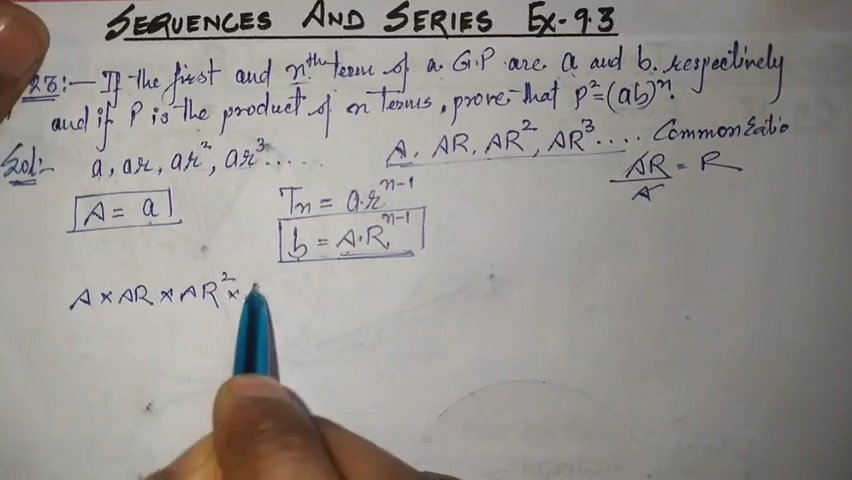 SEQUENCES AND SERIES Ex-9.3
23:- If the first and nth term of a G.P are a and b. respectively
and if P is the product of n terms, prove that P²=(ab)ⁿ.
Sol:- a, ar, ar², ar³......
A, AR, AR², AR³.... Common Ratio
AR/A = R
A = a
Tn = a.r^(n-1)
b = A.R^(n-1)
A × AR × AR² ×